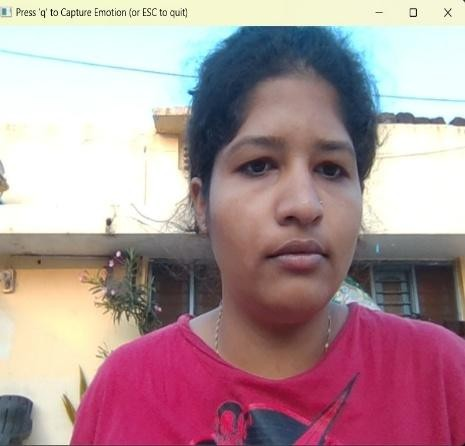 Press 'q' to Capture Emotion (or ESC to quit)